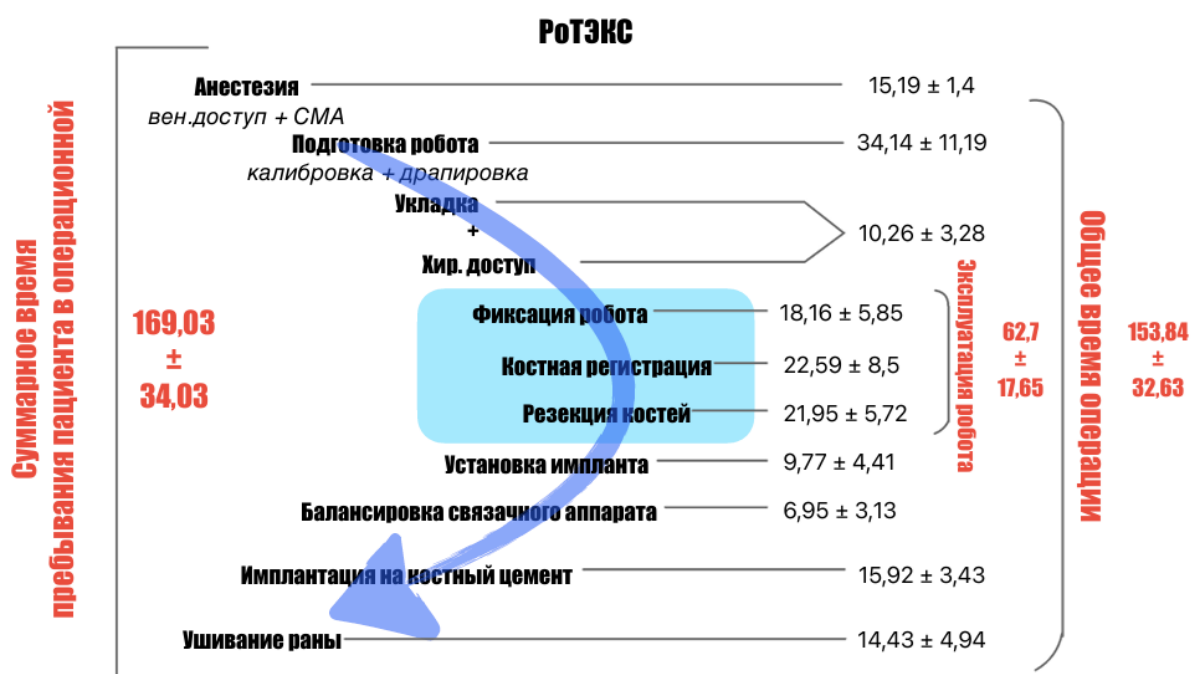 РоТЭКС
Анестезия 15,19 ± 1,4
вен.доступ + СМА
Подготовка робота 34,14 ± 11,19
калибровка + драпировка
Укладка
+
Хир. доступ
10,26 ± 3,28
Фиксация робота 18,16 ± 5,85
Костная регистрация 22,59 ± 8,5
Резекция костей 21,95 ± 5,72
Эксплуатация робота
62,7
±
17,65
Установка импланта 9,77 ± 4,41
Балансировка связачного аппарата 6,95 ± 3,13
Имплантация на костный цемент 15,92 ± 3,43
Ушивание раны 14,43 ± 4,94
Суммарное время
пребывания пациента в операционной
169,03
±
34,03
Общее время операции
153,84
±
32,63